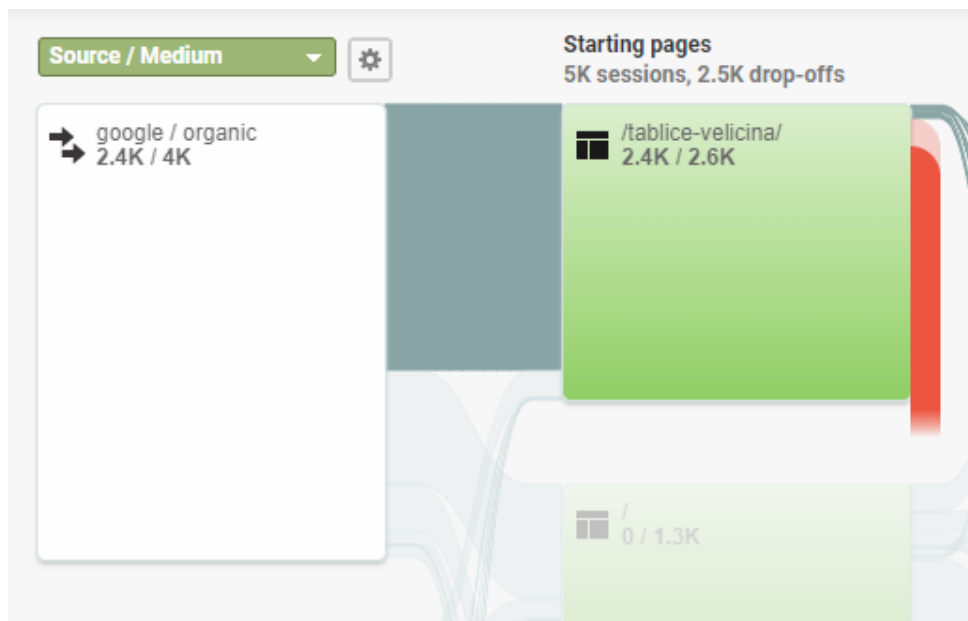 Source / Medium
Starting pages
5K sessions, 2.5K drop-offs
google / organic
2.4K / 4K
/tablice-velicina/
2.4K / 2.6K
/
0 / 1.3K